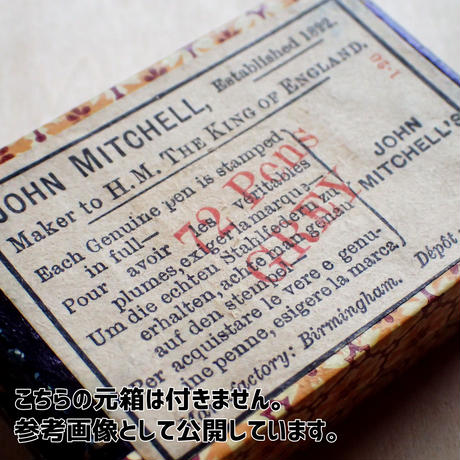 JOHN MITCHELL, Established 1822.
Maker to H.M. THE KING OF ENGLAND.
1.90
Each Genuine pen is stamped
in full—
JOHN
MITCHELL'S
Pour avoir les véritables
plumes, exiger la marque
Um die echten Stahlfedern zu
erhalten, achte man genau
auf den stempel.
Per acquistare le vere e genu-
ine penne, esigere la marca,
Manufactory: Birmingham. Dépôt
72 Pens
GREY
こちらの元箱は付きません。
参考画像として公開しています。